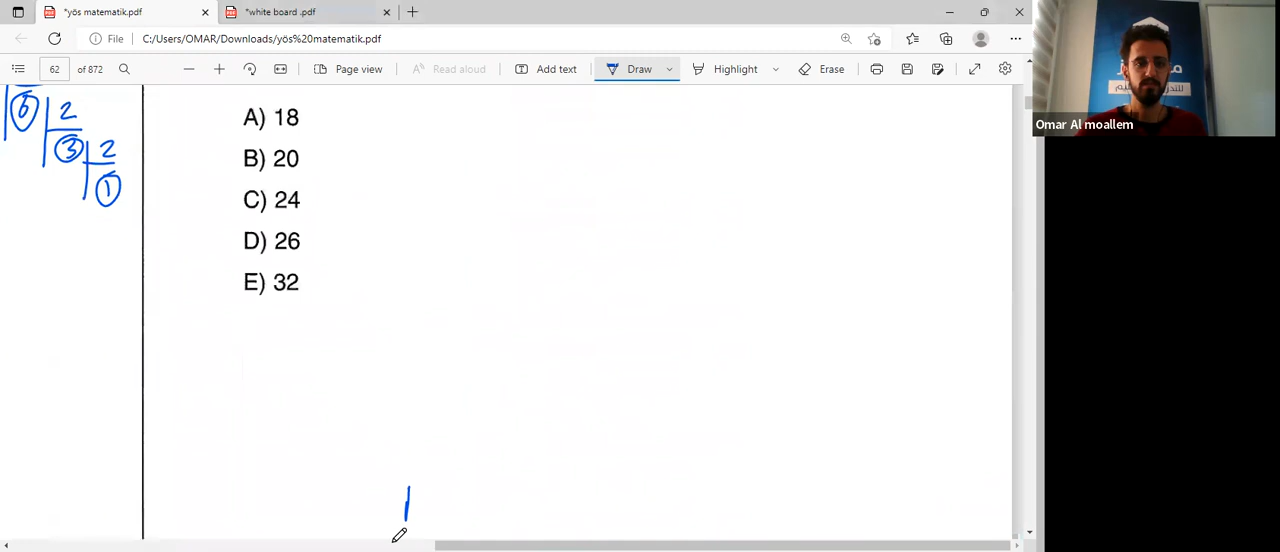 *yös matematik.pdf
*white board .pdf
File
C:/Users/OMAR/Downloads/yös%20matematik.pdf
62 of 872
Page view
Read aloud
Add text
Draw
Highlight
Erase
Omar Al moallem
6 2
3 2
1
A) 18
B) 20
C) 24
D) 26
E) 32